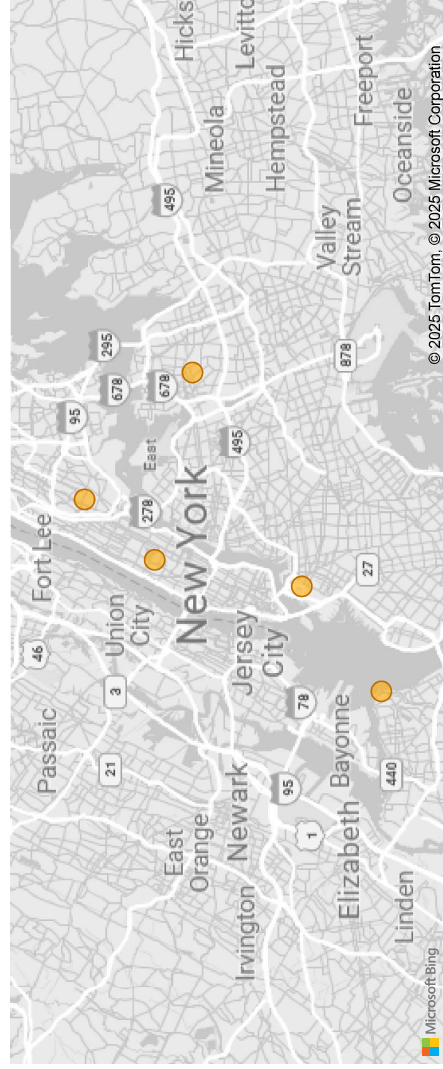 Hicks
Levitto
Mineola
Hempstead
Freeport
Oceanside
495
Valley
Stream
295
678
678
95
878
East
495
278
New York
Fort Lee
Union
City
27
46
Jersey
City
3
78
Passaic
21
Bayonne
440
95
East
Orange
Newark
1
Elizabeth
Irvington
Linden
Microsoft Bing
© 2025 TomTom, © 2025 Microsoft Corporation